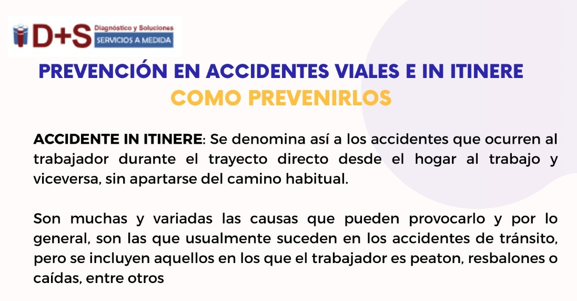 D+S Diagnóstico y Soluciones
SERVICIOS A MEDIDA
PREVENCIÓN EN ACCIDENTES VIALES E IN ITINERE
COMO PREVENIRLOS
ACCIDENTE IN ITINERE: Se denomina así a los accidentes que ocurren al
trabajador durante el trayecto directo desde el hogar al trabajo y
viceversa, sin apartarse del camino habitual.
Son muchas y variadas las causas que pueden provocarlo y por lo
general, son las que usualmente suceden en los accidentes de tránsito,
pero se incluyen aquellos en los que el trabajador es peaton, resbalones o
caídas, entre otros